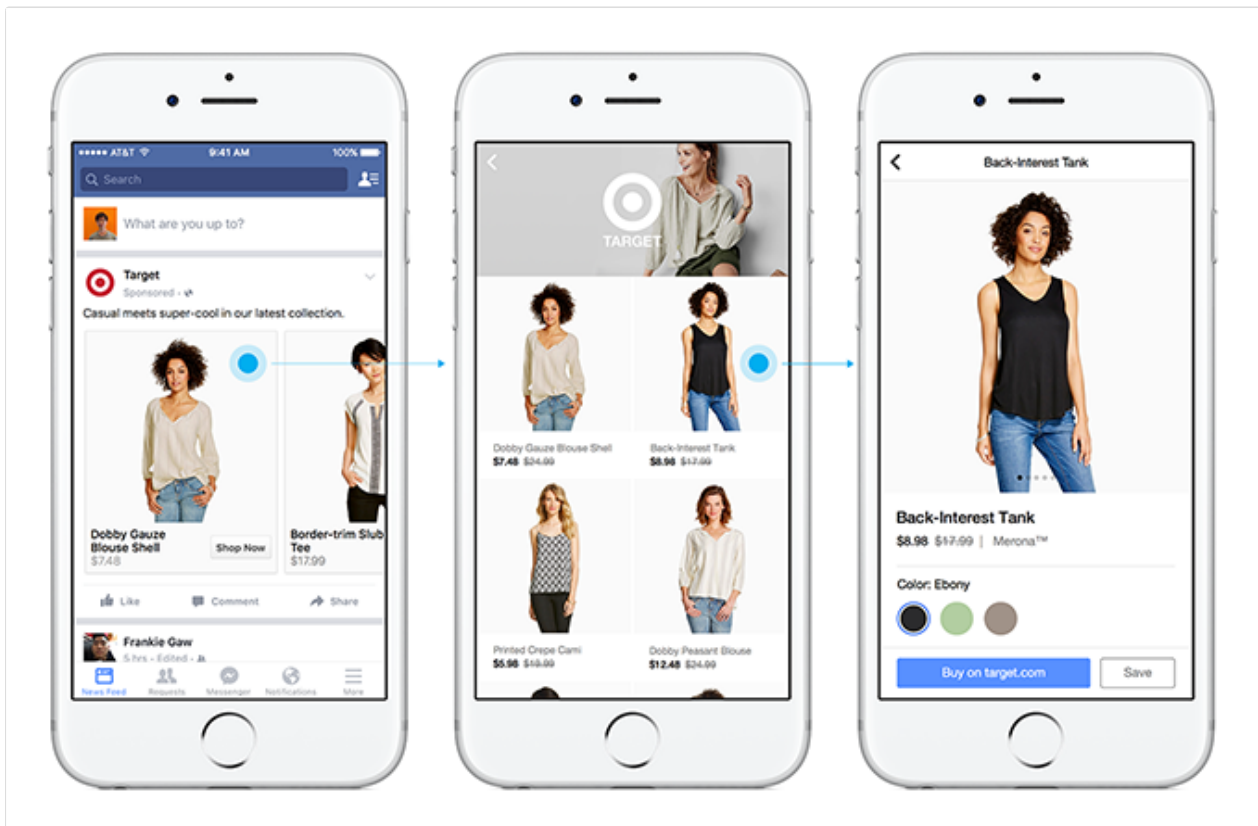 AT&T 9:41 AM 100%
Search
What are you up to?
Target
Sponsored
Casual meets super-cool in our latest collection.
Dobby Gauze
Blouse Shell
$7.48
Shop Now
Border-trim Slub
Tee
$17.99
Like Comment Share
Frankie Gaw
5 hrs · Edited ·
News Feed Requests Messenger Notifications More
TARGET
Dobby Gauze Blouse Shell
$7.48 $24.99
Back-Interest Tank
$8.98 $17.99
Printed Crepe Cami
$5.98 $19.99
Dobby Peasant Blouse
$12.48 $24.99
Back-Interest Tank
Back-Interest Tank
$8.98 $17.99 | Merona™
Color: Ebony
Buy on target.com Save